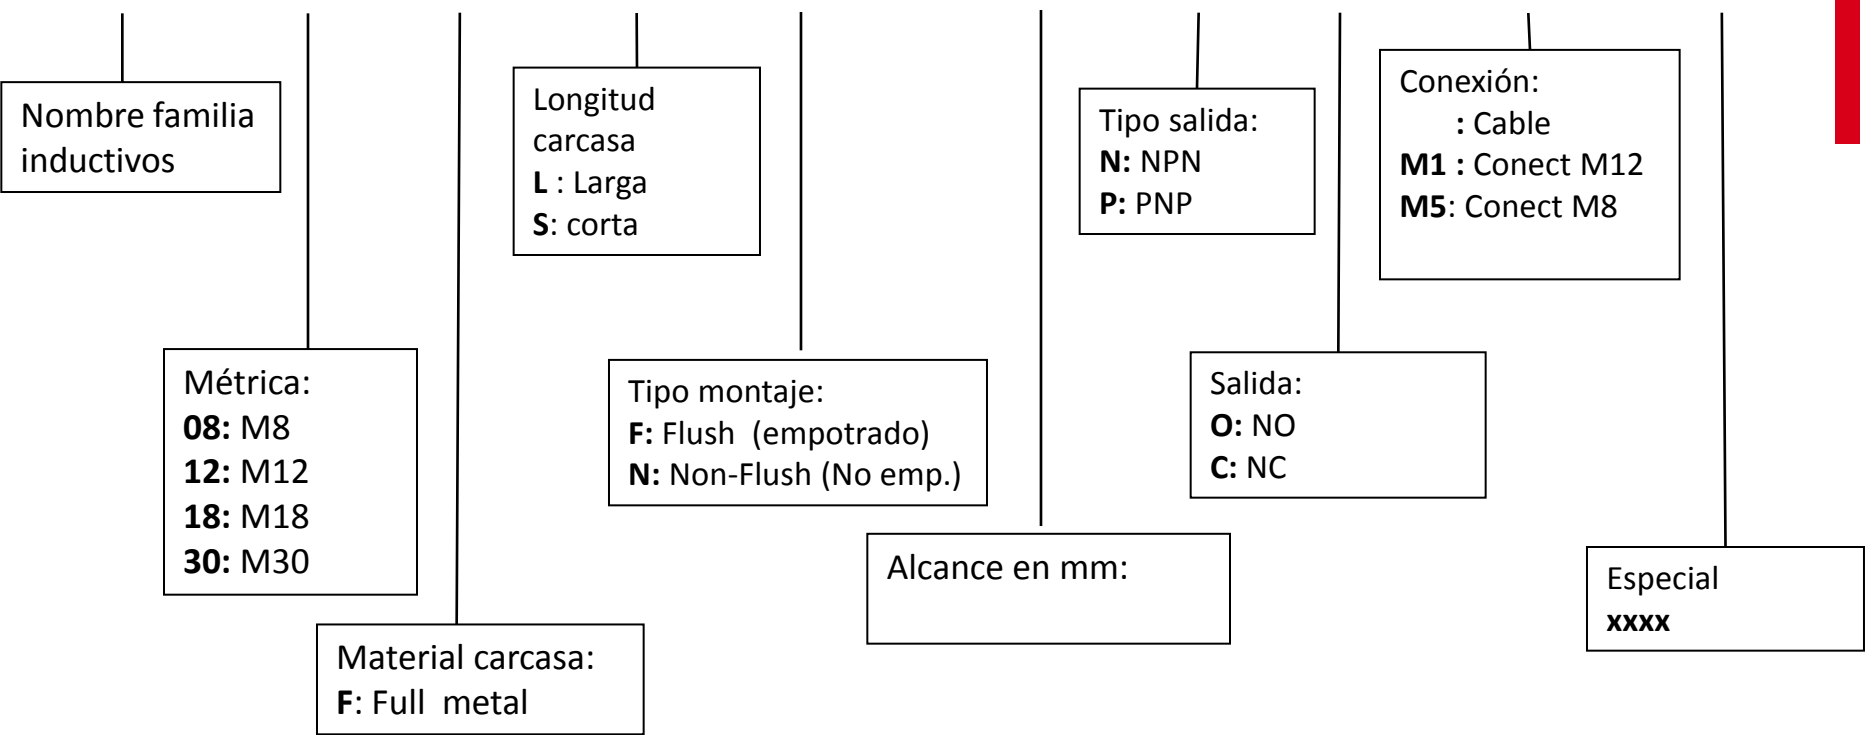 Nombre familia
inductivos
Longitud
carcasa
L : Larga
S: corta
Tipo salida:
N: NPN
P: PNP
Conexión:
: Cable
M1 : Conect M12
M5: Conect M8
Métrica:
08: M8
12: M12
18: M18
30: M30
Tipo montaje:
F: Flush (empotrado)
N: Non-Flush (No emp.)
Salida:
O: NO
C: NC
Alcance en mm:
Especial
xxxx
Material carcasa:
F: Full metal